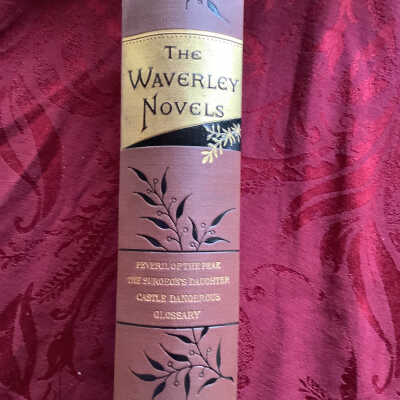 THE
WAVERLEY
NOVELS
PEVERIL OF THE PEAK
THE SURGEON'S DAUGHTER
CASTLE DANGEROUS
GLOSSARY